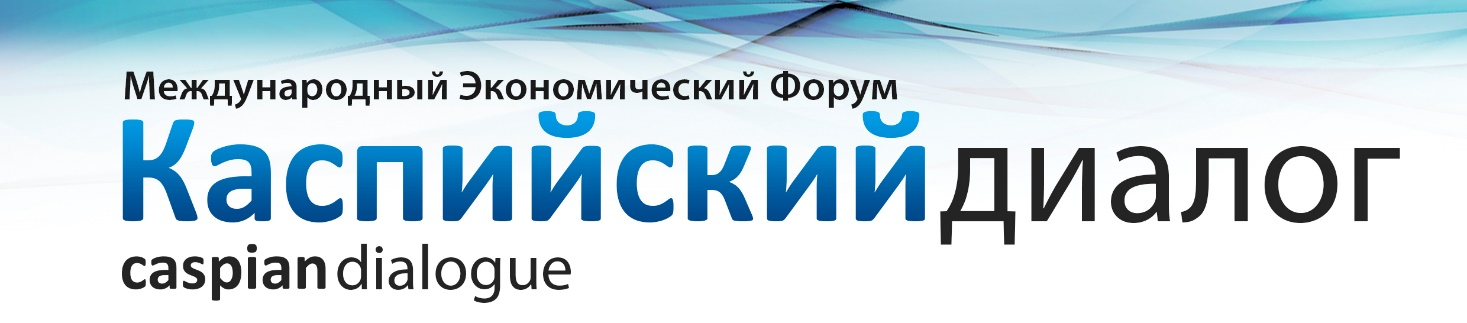 Международный Экономический Форум
Каспийскийдиалог
caspiandialogue